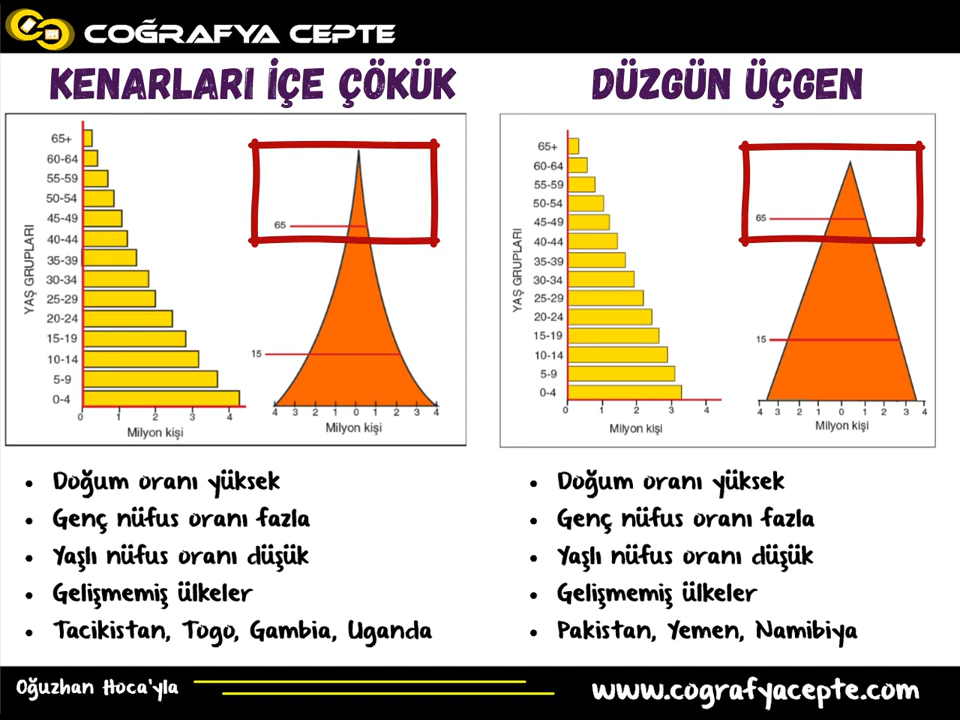 COĞRAFYA CEPTE
KENARLARI İÇE ÇÖKÜK
DÜZGÜN ÜÇGEN
YAŞ GRUPLARI
65+
60-64
55-59
50-54
45-49
40-44
35-39
30-34
25-29
20-24
15-19
10-14
5-9
0-4
0 1 2 3 4
Milyon kişi
65
15
4 3 2 1 0 1 2 3 4
Milyon kişi
YAŞ GRUPLARI
65+
60-64
55-59
50-54
45-49
40-44
35-39
30-34
25-29
20-24
15-19
10-14
5-9
0-4
0 1 2 3 4
Milyon kişi
65
15
4 3 2 1 0 1 2 3 4
Milyon kişi
• Doğum oranı yüksek
• Genç nüfus oranı fazla
• Yaşlı nüfus oranı düşük
• Gelişmemiş ülkeler
• Tacikistan, Togo, Gambia, Uganda
• Doğum oranı yüksek
• Genç nüfus oranı fazla
• Yaşlı nüfus oranı düşük
• Gelişmemiş ülkeler
• Pakistan, Yemen, Namibiya
Oğuzhan Hoca'yla
www.cografyacepte.com